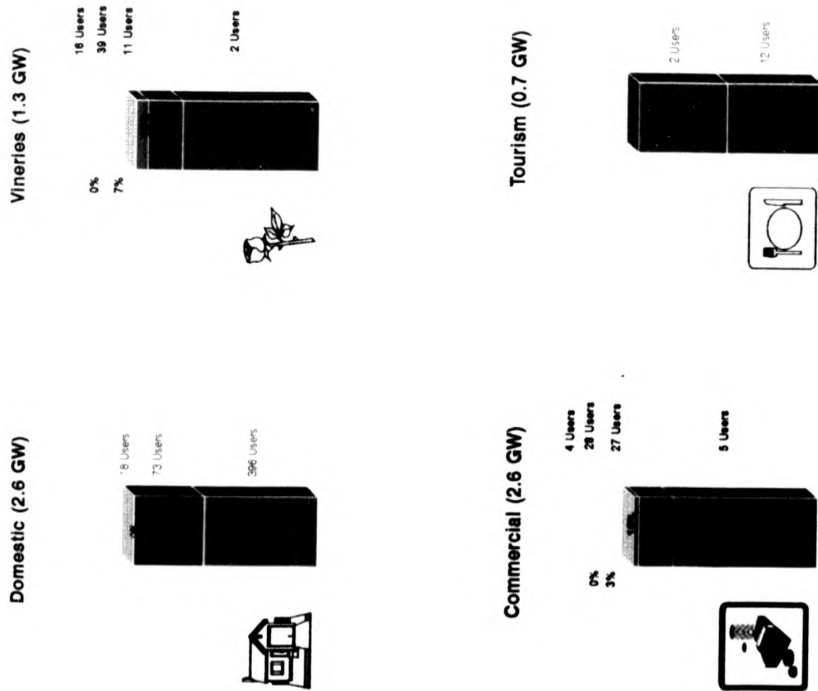 Vineries (1.3 GW)
16 Users
39 Users
11 Users
2 Users
0%
7%
Tourism (0.7 GW)
2 Users
12 Users
Domestic (2.6 GW)
18 Users
73 Users
396 Users
Commercial (2.6 GW)
4 Users
28 Users
27 Users
5 Users
0%
3%